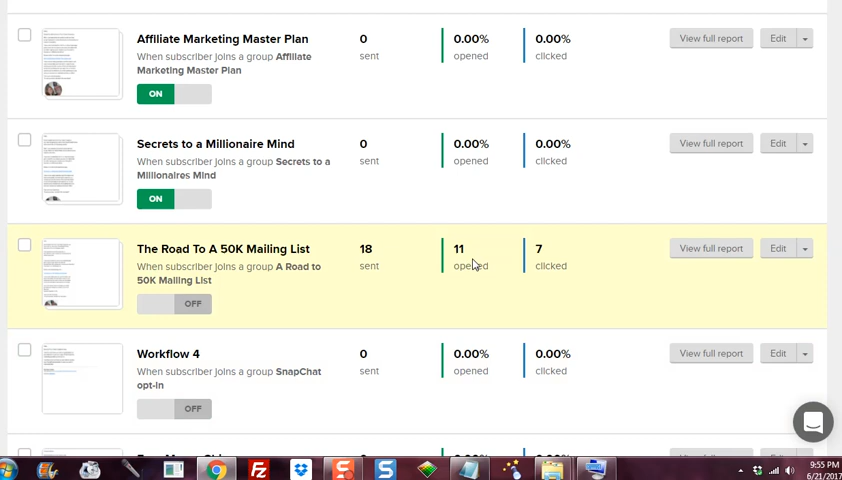 Affiliate Marketing Master Plan
When subscriber joins a group Affiliate
Marketing Master Plan
ON
0
sent
0.00%
opened
0.00%
clicked
View full report
Edit
Secrets to a Millionaire Mind
When subscriber joins a group Secrets to a
Millionaires Mind
ON
0
sent
0.00%
opened
0.00%
clicked
View full report
Edit
The Road To A 50K Mailing List
When subscriber joins a group A Road to
50K Mailing List
OFF
18
sent
11
opened
7
clicked
View full report
Edit
Workflow 4
When subscriber joins a group SnapChat
opt-in
OFF
0
sent
0.00%
opened
0.00%
clicked
View full report
Edit
9:55 PM
6/21/2017